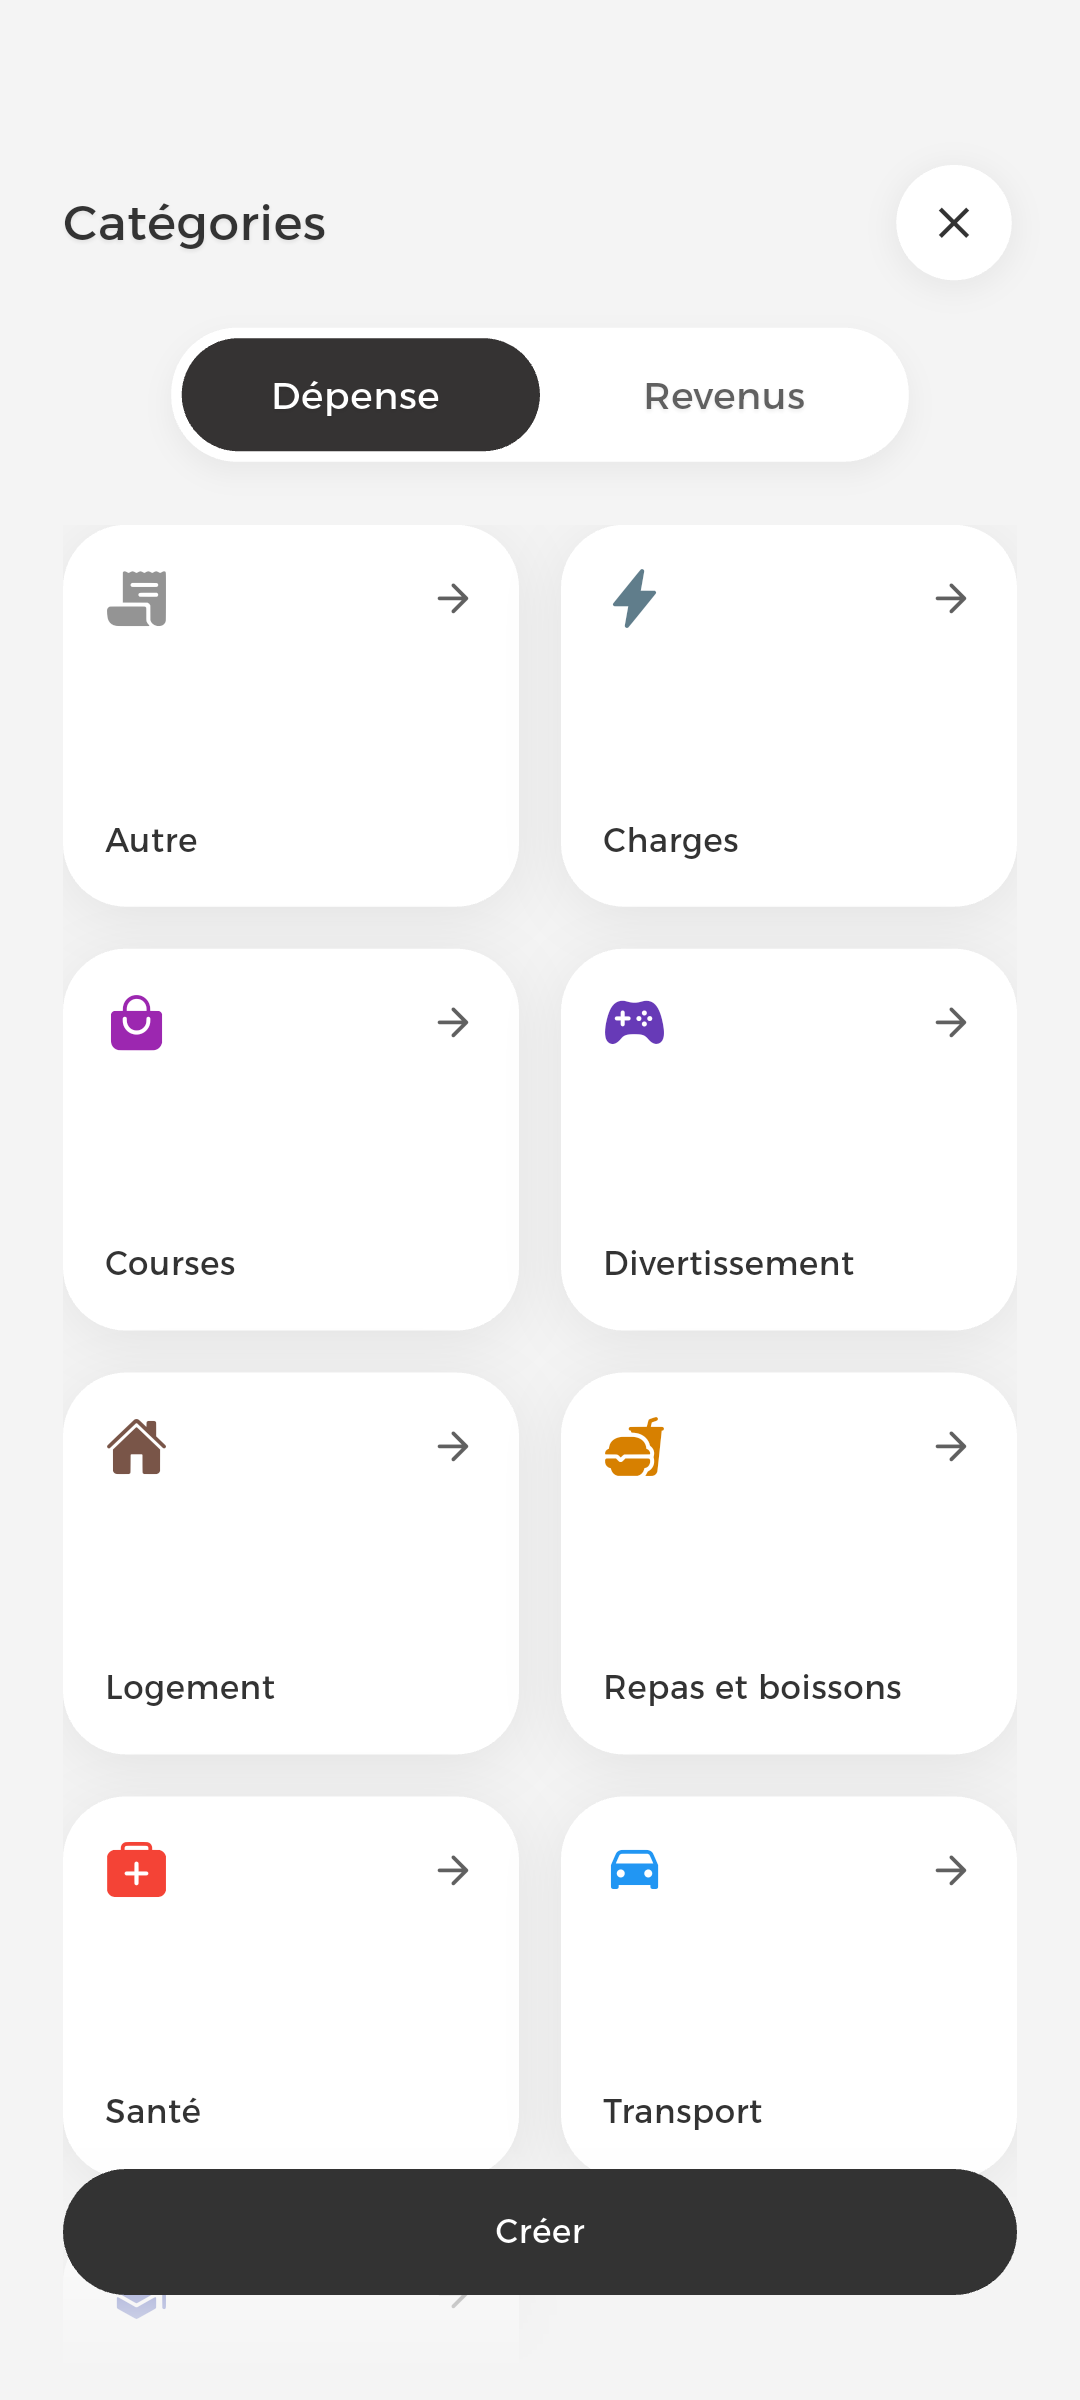 Catégories
Dépense
Revenus
Autre
Charges
Courses
Divertissement
Logement
Repas et boissons
Santé
Transport
Créer